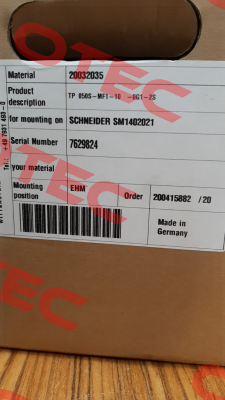 OTEC
Material 20032035
Product description TP 050S-MF1-10 -0G1-2S
for mounting on SCHNEIDER SM1402021
Serial Number 7629824
your material
Mounting position EHM Order 200415882 /20
Made in Germany